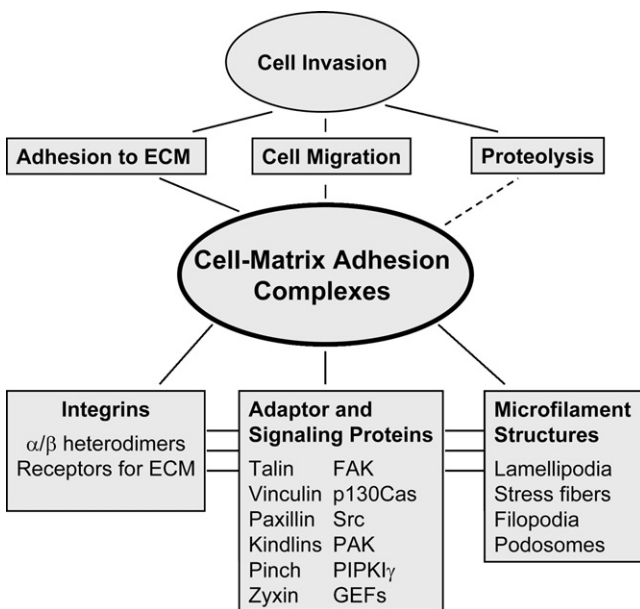 Cell Invasion
Adhesion to ECM
Cell Migration
Proteolysis
Cell-Matrix Adhesion
Complexes
Integrins
α/β heterodimers
Receptors for ECM
Adaptor and
Signaling Proteins
Talin FAK
Vinculin p130Cas
Paxillin Src
Kindlins PAK
Pinch PIPKIγ
Zyxin GEFs
Microfilament
Structures
Lamellipodia
Stress fibers
Filopodia
Podosomes